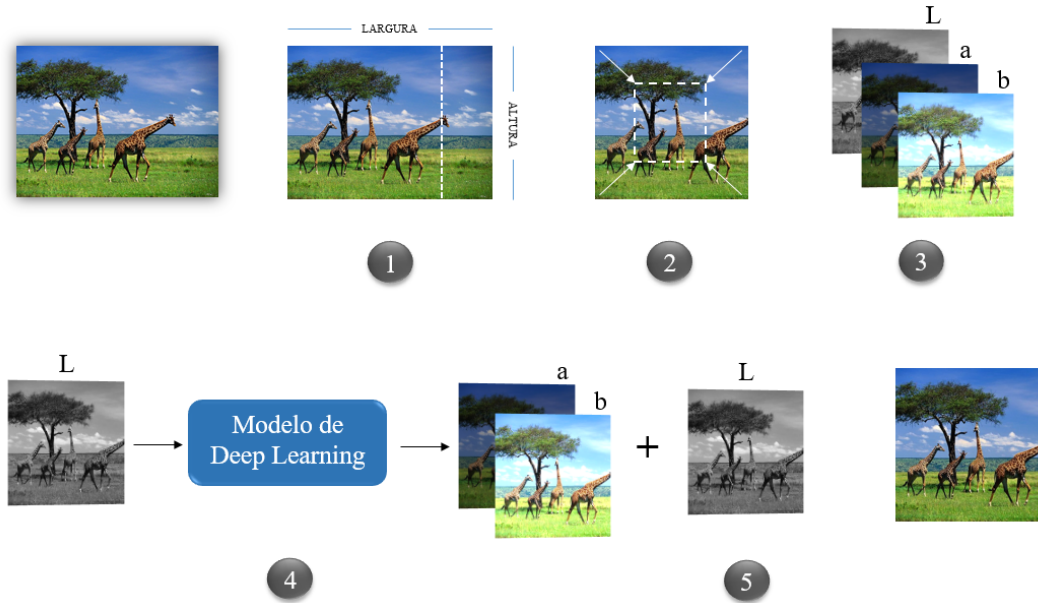 LARGURA
ALTURA
L
a
b
1
2
3
L
Modelo de
Deep Learning
a
b
+
L
4
5